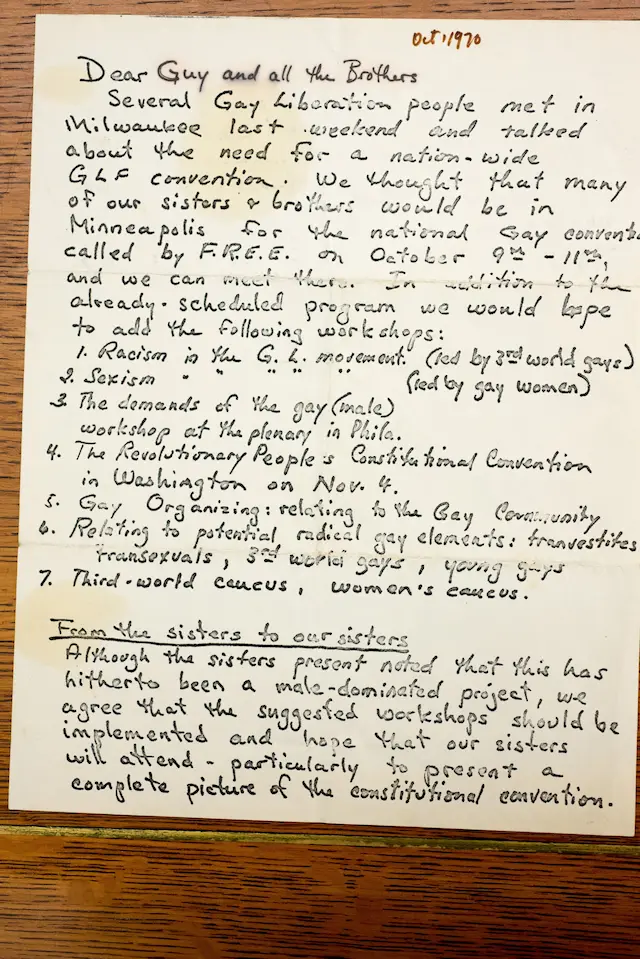 Oct 1/1970
Dear Guy and all the Brothers
Several Gay Liberation people met in
Milwaukee last weekend and talked
about the need for a nation-wide
GLF convention. We thought that many
of our sisters & brothers would be in
Minneapolis for the national Gay conventi
called by F.R.E.E. on October 9th - 11th,
and we can meet there. In addition to the
already-scheduled program we would hope
to add the following workshops:
1. Racism in the G. L. movement. (led by 3rd world gays)
2. Sexism " " " " " (led by gay women)
3. The demands of the gay (male)
workshop at the plenary in Phila.
4. The Revolutionary People's Constitutional Convention
in Washington on Nov. 4.
5. Gay Organizing: relating to the Gay Community
6. Relating to potential radical gay elements: tranvestites
transexuals, 3rd world gays, young gays
7. Third-world caucus, women's caucus.
From the sisters to our sisters
Although the sisters present noted that this has
hitherto been a male-dominated project, we
agree that the suggested workshops should be
implemented and hope that our sisters
will attend - particularly to present a
complete picture of the constitutional convention.